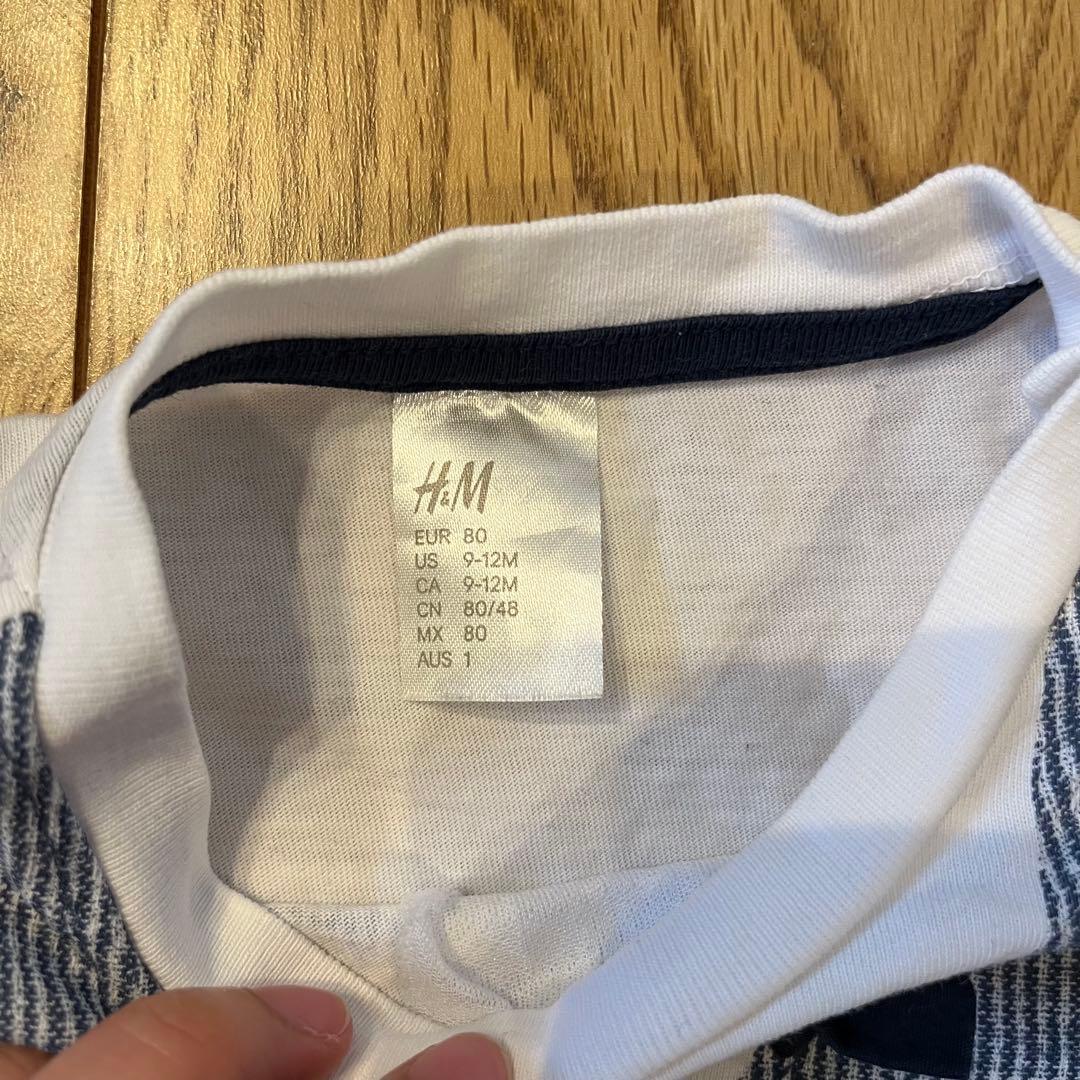 H&M
EUR 80
US 9-12M
CA 9-12M
CN 80/48
MX 80
AUS 1